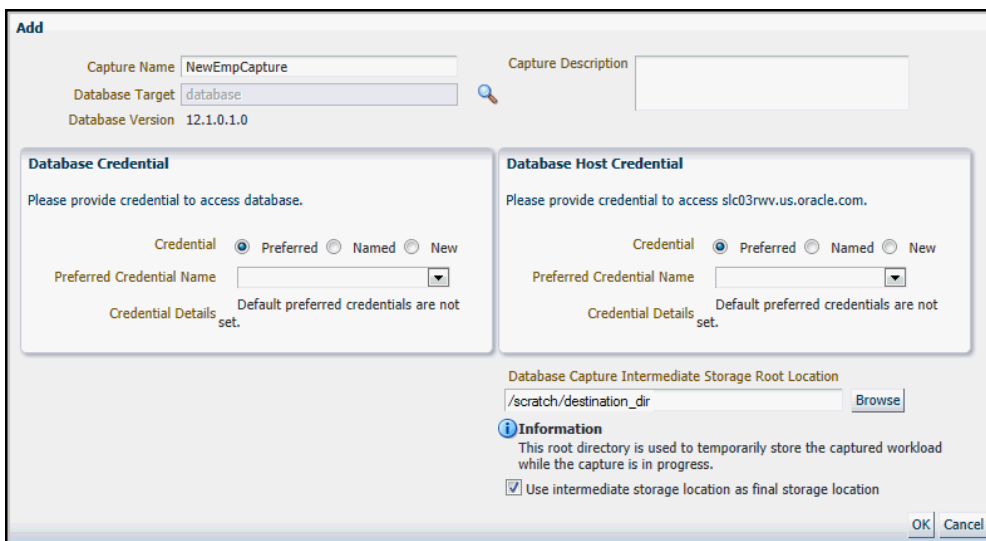 Add
Capture Name NewEmpCapture
Capture Description
Database Target database
Database Version 12.1.0.1.0
Database Credential
Please provide credential to access database.
Credential Preferred Named New
Preferred Credential Name
Credential Details Default preferred credentials are not
set.
Database Host Credential
Please provide credential to access slc03rwv.us.oracle.com.
Credential Preferred Named New
Preferred Credential Name
Credential Details Default preferred credentials are not
set.
Database Capture Intermediate Storage Root Location
/scratch/destination_dir Browse
Information
This root directory is used to temporarily store the captured workload
while the capture is in progress.
Use intermediate storage location as final storage location
OK Cancel